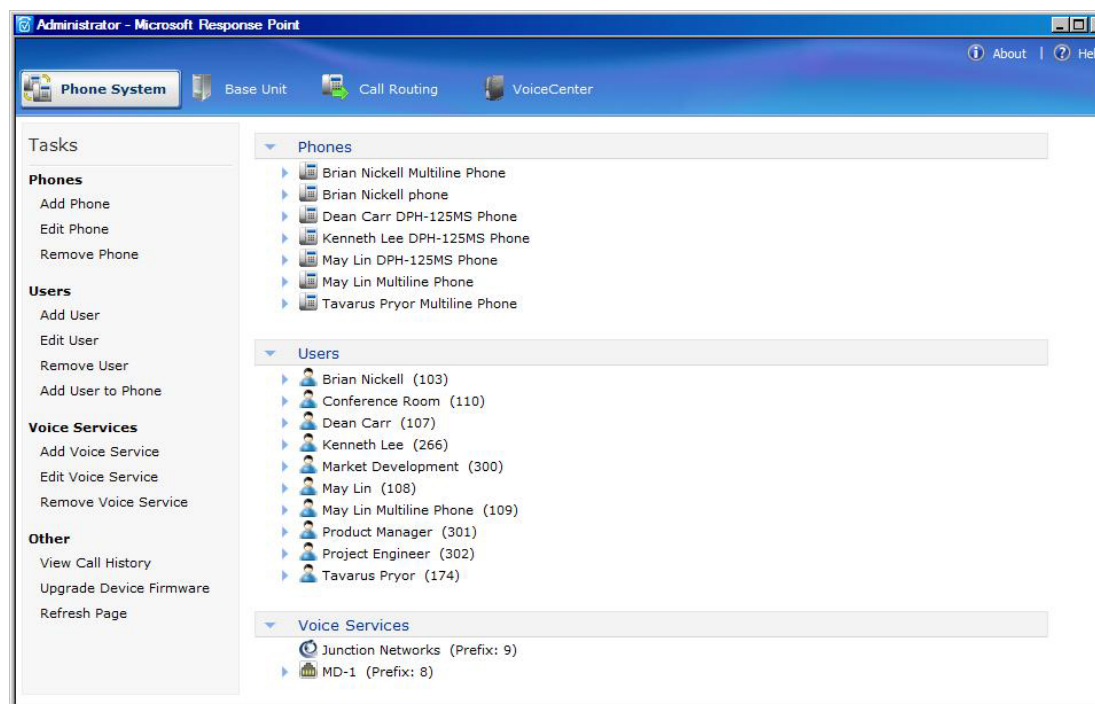 Administrator - Microsoft Response Point
About | Hel
Phone System Base Unit Call Routing VoiceCenter
Tasks
Phones
Add Phone
Edit Phone
Remove Phone
Users
Add User
Edit User
Remove User
Add User to Phone
Voice Services
Add Voice Service
Edit Voice Service
Remove Voice Service
Other
View Call History
Upgrade Device Firmware
Refresh Page
Phones
Brian Nickell Multiline Phone
Brian Nickell phone
Dean Carr DPH-125MS Phone
Kenneth Lee DPH-125MS Phone
May Lin DPH-125MS Phone
May Lin Multiline Phone
Tavarus Pryor Multiline Phone
Users
Brian Nickell (103)
Conference Room (110)
Dean Carr (107)
Kenneth Lee (266)
Market Development (300)
May Lin (108)
May Lin Multiline Phone (109)
Product Manager (301)
Project Engineer (302)
Tavarus Pryor (174)
Voice Services
Junction Networks (Prefix: 9)
MD-1 (Prefix: 8)